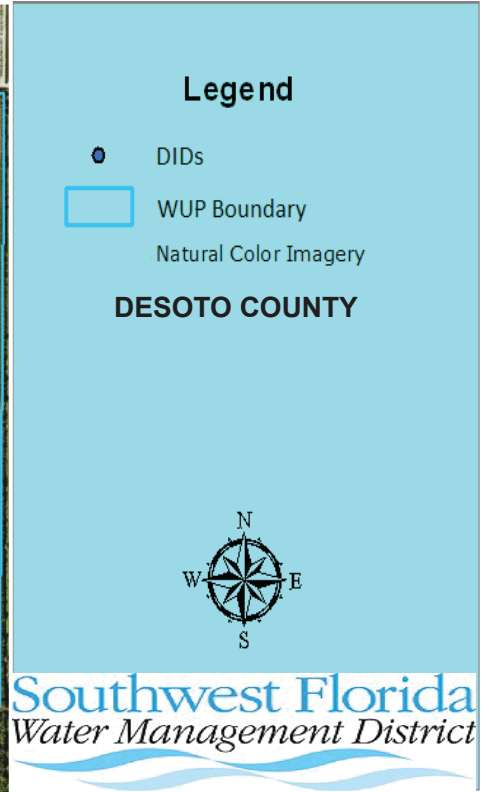 Legend
DIDs
WUP Boundary
Natural Color Imagery
DESOTO COUNTY
N
W E
S
Southwest Florida
Water Management District